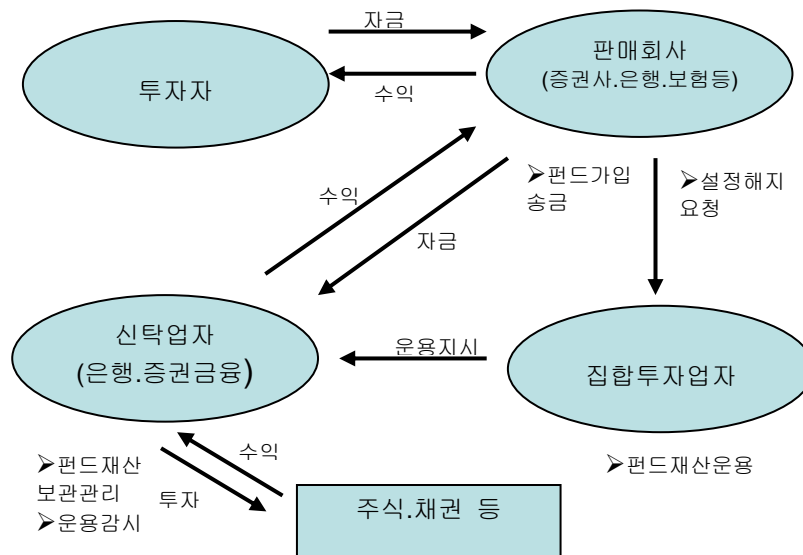 자금
투자자
판매회사
(증권사.은행.보험등)
수익
수익
자금
➢펀드가입
송금
➢설정해지
요청
신탁업자
(은행.증권금융)
운용지시
집합투자업자
➢펀드재산
보관관리
➢운용감시
수익
투자
➢펀드재산운용
주식.채권 등